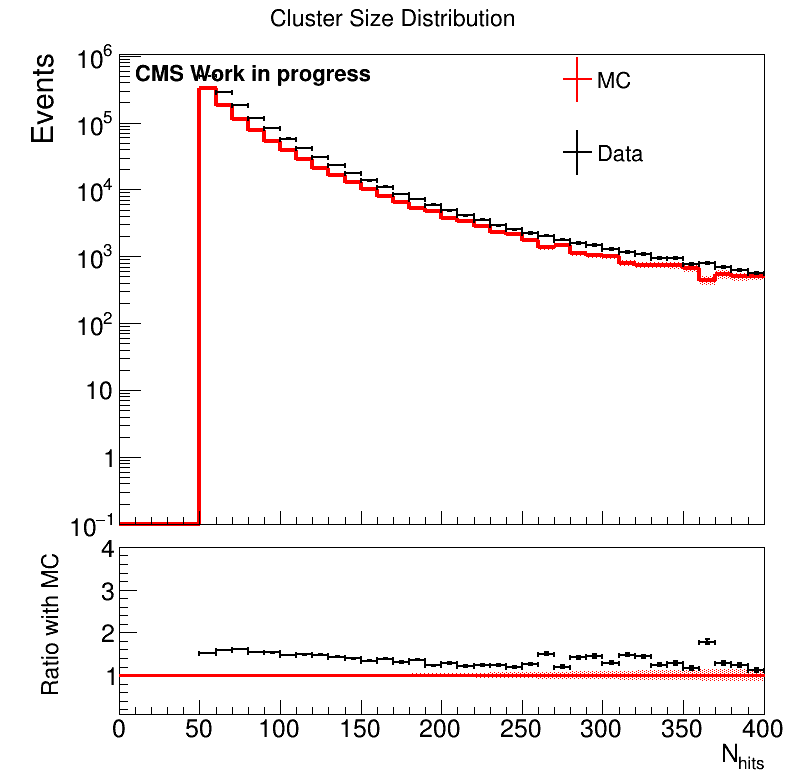 Cluster Size Distribution
10^6
CMS Work in progress
MC
Events
10^5
Data
10^4
10^3
10^2
10
1
10^−1
4
3
2
1
Ratio with MC
0 50 100 150 200 250 300 350 400
N_hits